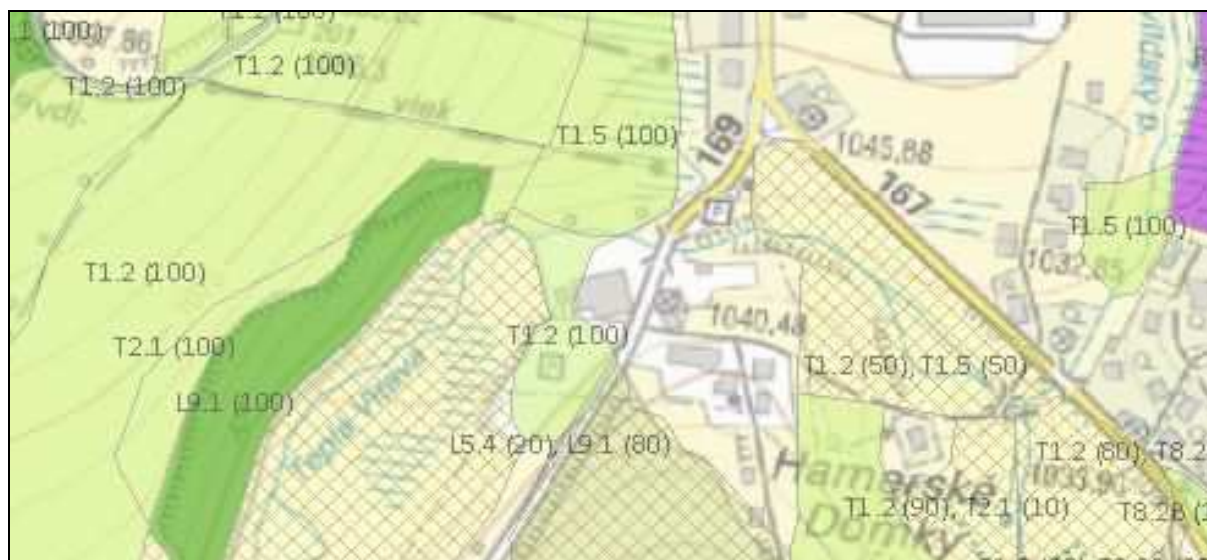 T1.2 (100)
1 (100)
T1.2 (100)
T1.2 (100)
vdj.
vlek
T1.5 (100)
169
1045,88
167
T1.5 (100)
T1.2 (100)
1032,85
1040,48
T2.1 (100)
T1.2 (100)
T1.2 (50), T1.5 (50)
L9.1 (100)
L5.4 (20), L9.1 (80)
Teplá Vltava
Hamerské
Domky
T1.2 (90), T2.1 (10)